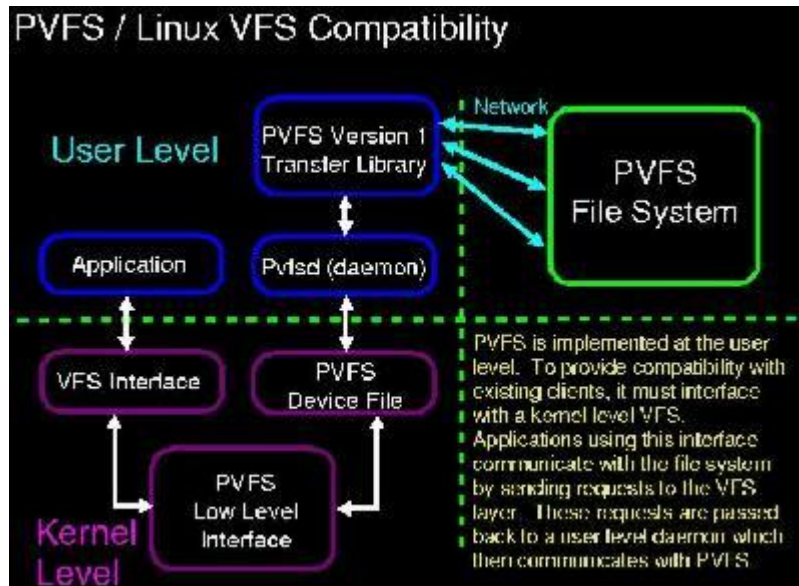 PVFS / Linux VFS Compatibility
User Level
PVFS Version 1
Transfer Library
Network
PVFS
File System
Application
Pvfsd (daemon)
VFS Interface
PVFS
Device File
PVFS
Low Level
Interface
Kernel
Level
PVFS is implemented at the user
level. To provide compatibility with
existing clients, it must interface
with a kernel level VFS.
Applications using this interface
communicate with the file system
by sending requests to the VFS
layer. These requests are passed
back to a user level daemon which
then communicates with PVFS.